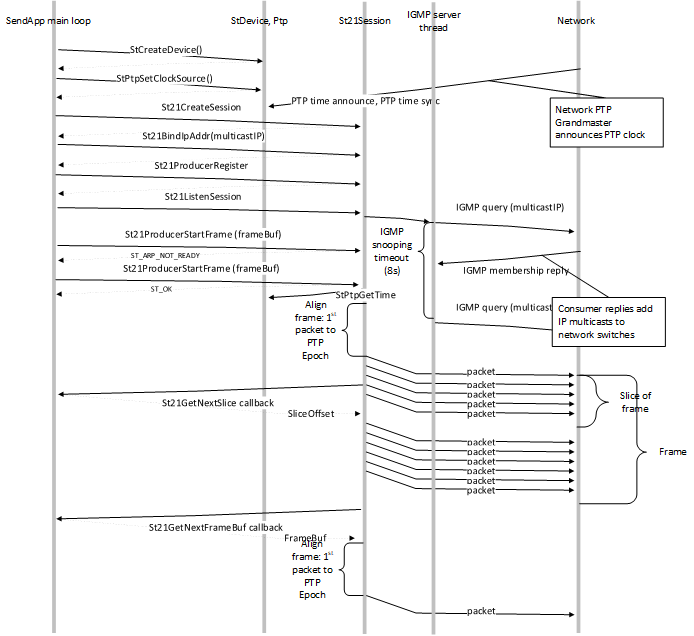 SendApp main loop
StDevice, Ptp
St21Session
IGMP server
thread
Network
StCreateDevice()
StPtpSetClockSource()
PTP time announce, PTP time sync
St21CreateSession
Network PTP
Grandmaster
announces PTP clock
St21BindIpAddr(multicastIP)
St21ProducerRegister
St21ListenSession
IGMP query (multicastIP)
St21ProducerStartFrame (frameBuf)
IGMP
snooping
timeout
(8s)
ST_ARP_NOT_READY
St21ProducerStartFrame (frameBuf)
IGMP membership reply
ST_OK
StPtpGetTime
IGMP query (multicast
Consumer replies add
IP multicasts to
network switches
Align
frame: 1st
packet to
PTP
Epoch
packet
packet
packet
packet
packet
Slice of
frame
St21GetNextSlice callback
SliceOffset
packet
packet
packet
packet
packet
packet
Frame
St21GetNextFrameBuf callback
FrameBuf
Align
frame: 1st
packet to
PTP
Epoch
packet